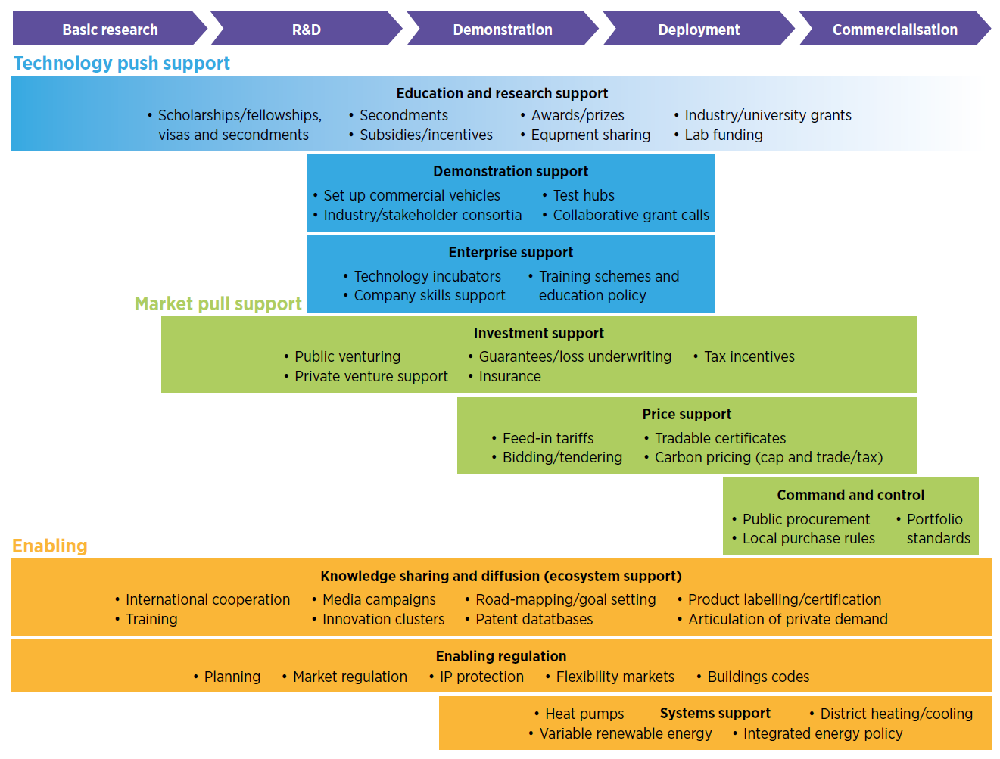 Basic research
R&D
Demonstration
Deployment
Commercialisation
Technology push support
Education and research support
• Scholarships/fellowships,
visas and secondments
• Secondments
• Subsidies/incentives
• Awards/prizes
• Equpment sharing
• Industry/university grants
• Lab funding
Demonstration support
• Set up commercial vehicles
• Industry/stakeholder consortia
• Test hubs
• Collaborative grant calls
Enterprise support
• Technology incubators
• Company skills support
• Training schemes and
education policy
Market pull support
Investment support
• Public venturing
• Private venture support
• Guarantees/loss underwriting
• Insurance
• Tax incentives
Price support
• Feed-in tariffs
• Bidding/tendering
• Tradable certificates
• Carbon pricing (cap and trade/tax)
Command and control
• Public procurement
• Local purchase rules
• Portfolio
standards
Enabling
Knowledge sharing and diffusion (ecosystem support)
• International cooperation
• Training
• Media campaigns
• Innovation clusters
• Road-mapping/goal setting
• Patent datatbases
• Product labelling/certification
• Articulation of private demand
Enabling regulation
• Planning
• Market regulation
• IP protection
• Flexibility markets
• Buildings codes
Systems support
• Heat pumps
• District heating/cooling
• Variable renewable energy
• Integrated energy policy